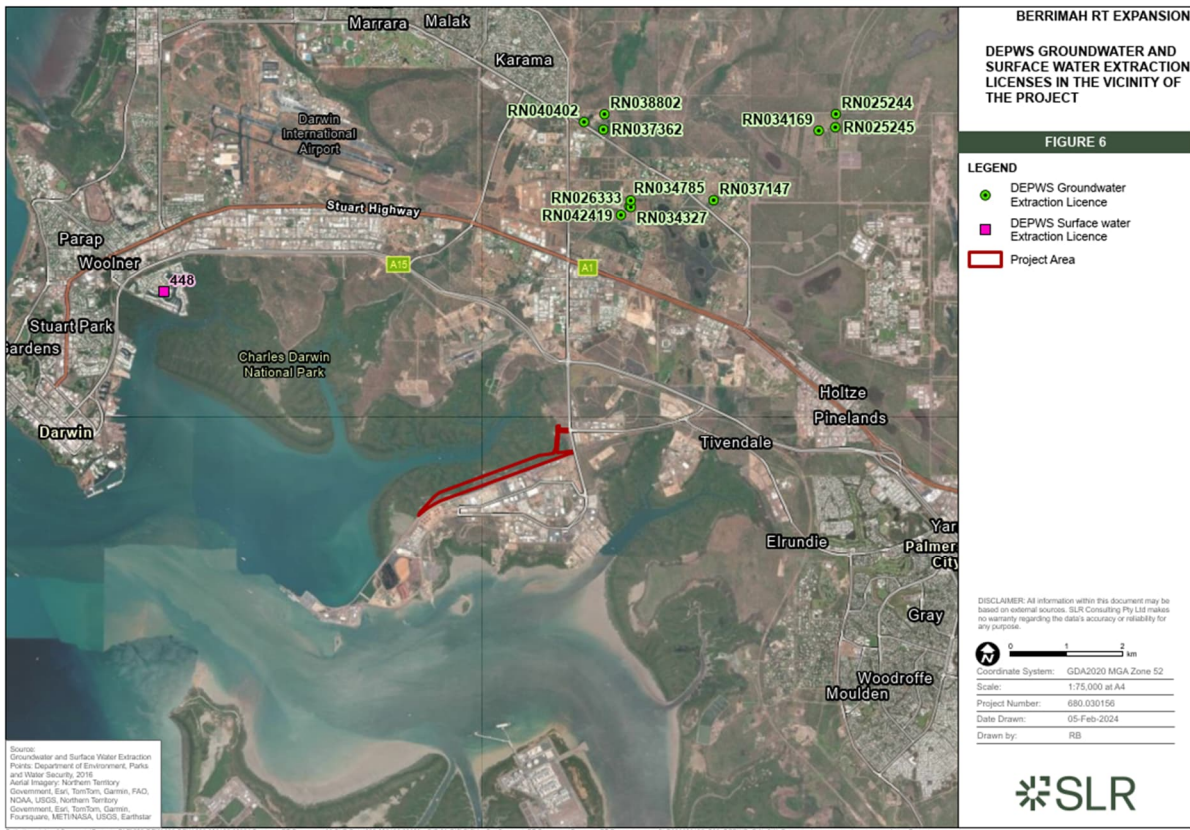 BERRIMAH RT EXPANSION
DEPWS GROUNDWATER AND
SURFACE WATER EXTRACTION
LICENSES IN THE VICINITY OF
THE PROJECT
FIGURE 6
LEGEND
DEPWS Groundwater
Extraction Licence
DEPWS Surface water
Extraction Licence
Project Area
Marrara
Malak
Karama
RN040402
RN038802
RN037362
RN034169
RN025244
RN025245
Darwin
International
Airport
RN026333
RN034785
RN037147
RN042419
RN034327
Stuart Highway
Parap
Woolner
A15
A1
448
Stuart Park
Gardens
Charles Darwin
National Park
Holtze
Pinelands
Darwin
Tivendale
Elrundie
Yar
Palmer
City
Gray
Woodroffe
Moulden
DISCLAIMER: All information within this document may be
based on external sources. SLR Consulting Pty Ltd makes
no warranty regarding the data's accuracy or reliability for
any purpose.
N
0 1 2
km
Coordinate System: GDA2020 MGA Zone 52
Scale: 1:75,000 at A4
Project Number: 680.030156
Date Drawn: 05-Feb-2024
Drawn by: RB
SLR
Source:
Groundwater and Surface Water Extraction
Points: Department of Environment, Parks
and Water Security, 2016
Aerial Imagery: Northern Territory
Government, Esri, TomTom, Garmin, FAO,
NOAA, USGS, Northern Territory
Government, Esri, TomTom, Garmin,
Foursquare, METI/NASA, USGS, Earthstar